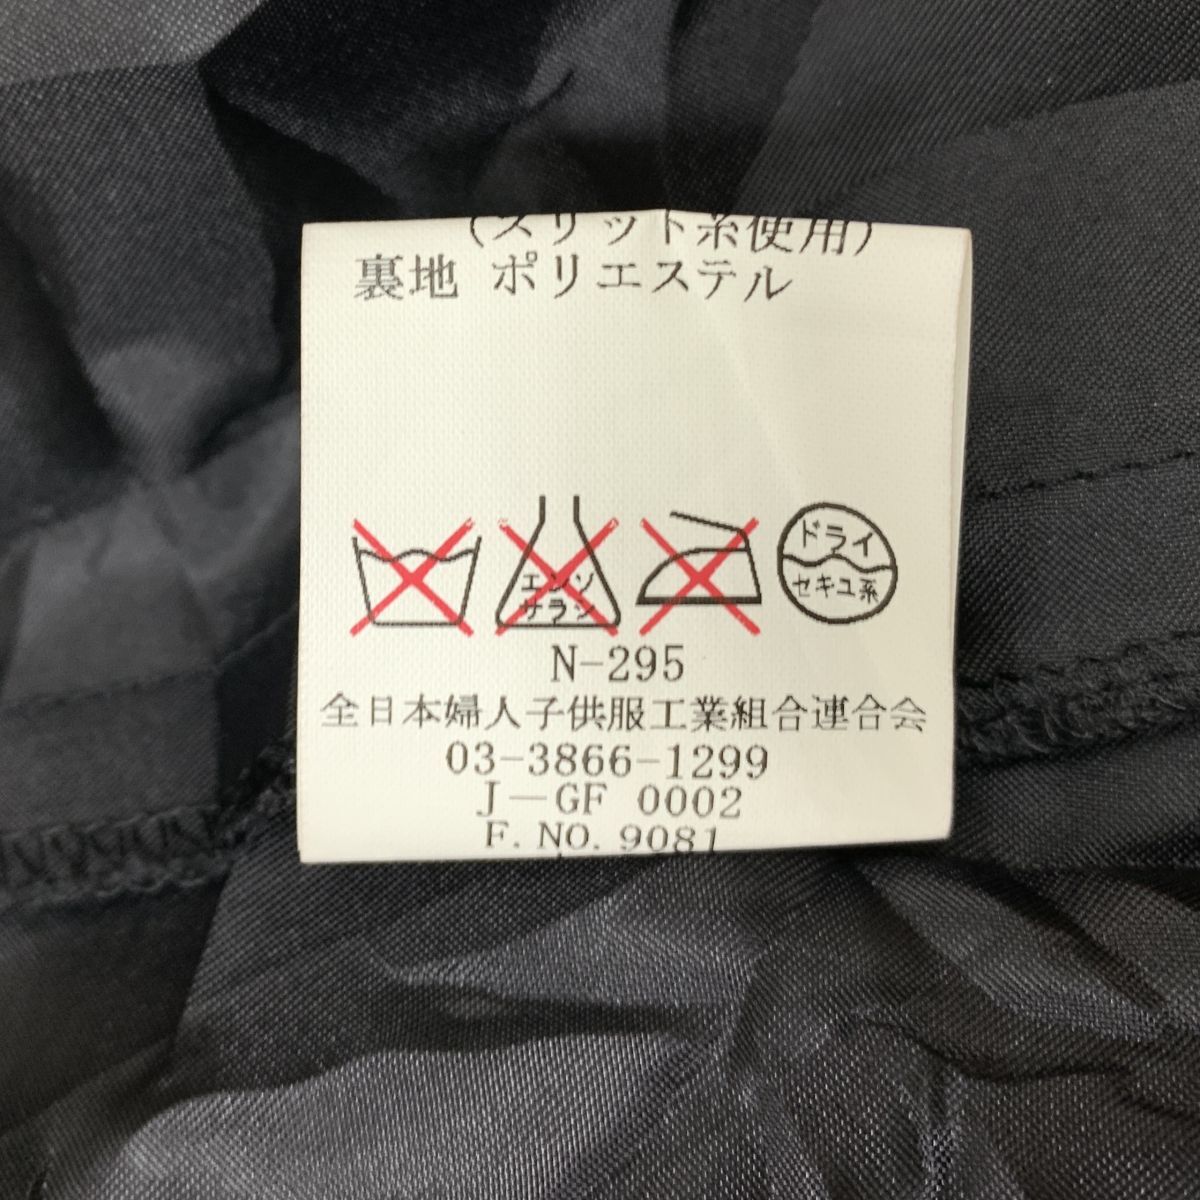 (スリット糸使用)
裏地 ポリエステル
エンソ
サラシ
ドライ
セキユ系
N-295
全日本婦人子供服工業組合連合会
03-3866-1299
J-GF 0002
F. NO. 9081